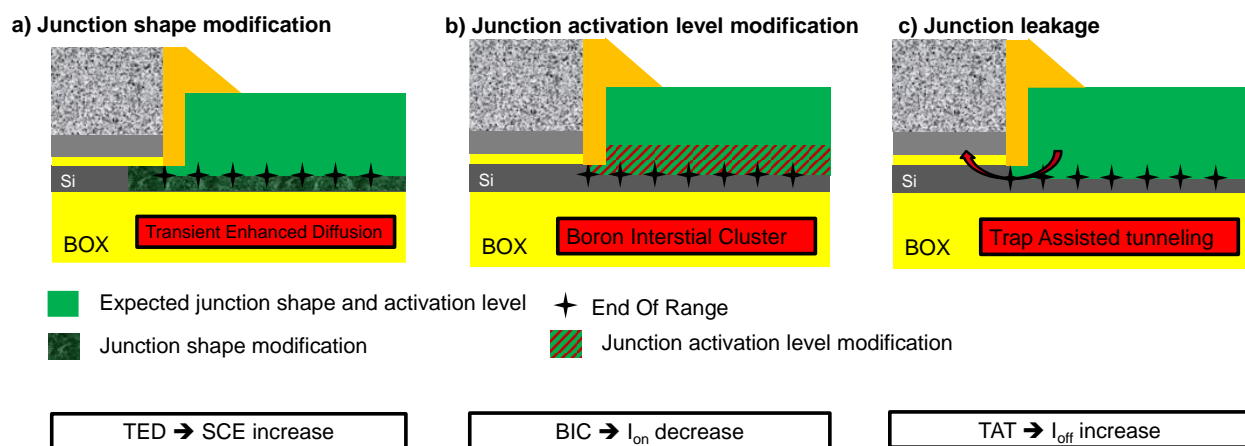 a) Junction shape modification
b) Junction activation level modification
c) Junction leakage
Si
BOX
Transient Enhanced Diffusion
Si
BOX
Boron Interstial Cluster
Si
BOX
Trap Assisted tunneling
Expected junction shape and activation level
End Of Range
Junction shape modification
Junction activation level modification
TED ➔ SCE increase
BIC ➔ Ion decrease
TAT ➔ Ioff increase